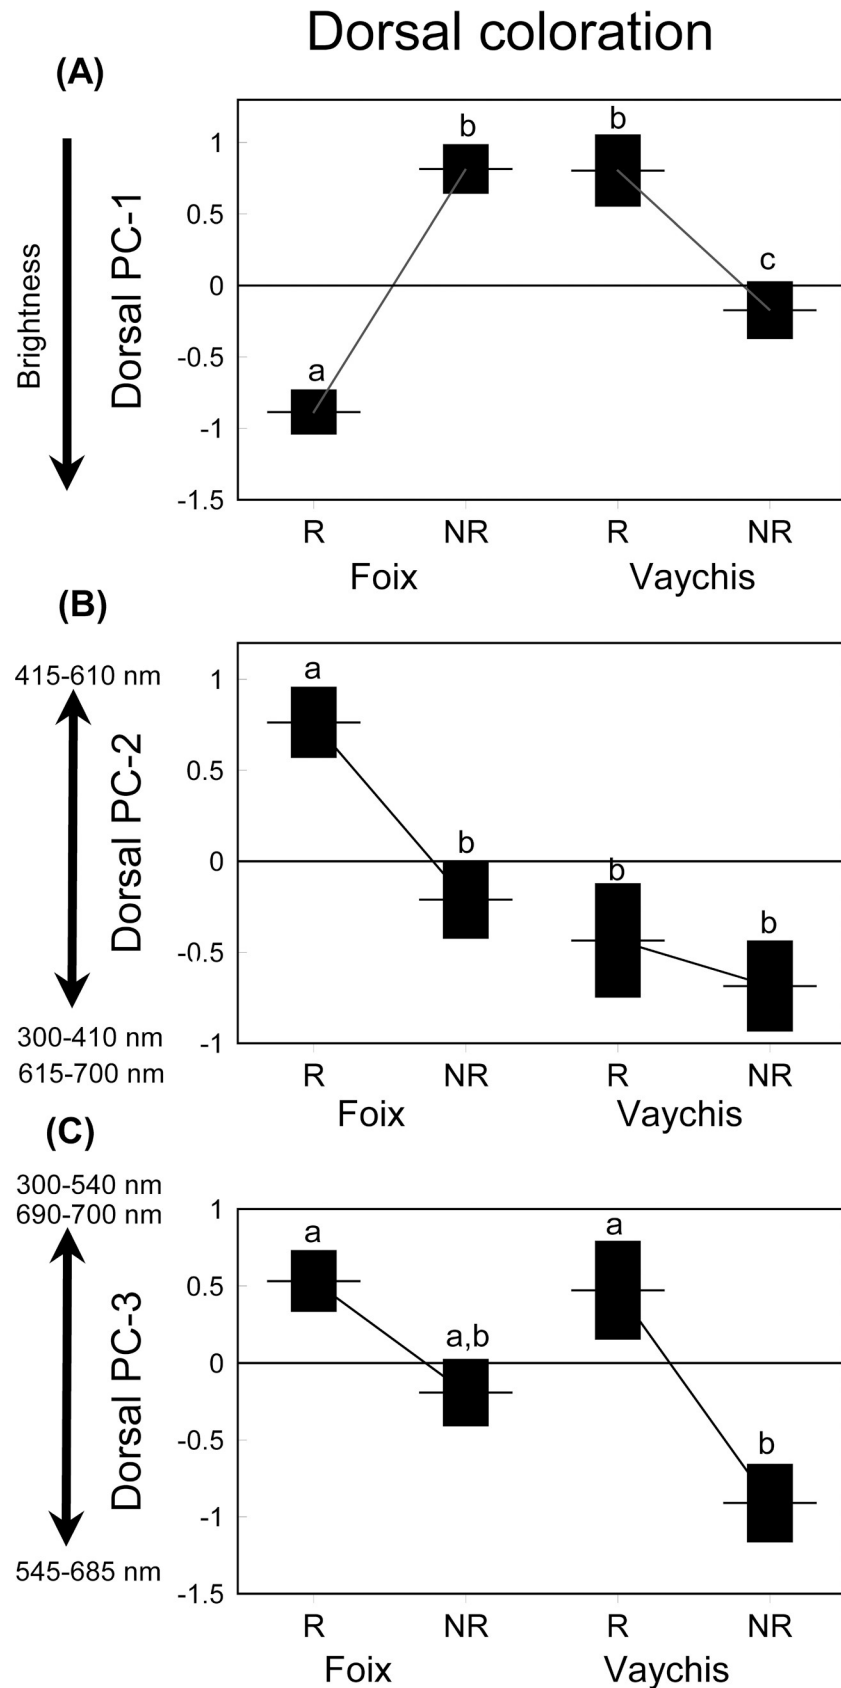 Dorsal coloration
(A)
Brightness
Dorsal PC-1
1
0.5
0
-0.5
-1
-1.5
a
b
b
c
R NR R NR
Foix Vaychis
(B)
415-610 nm
Dorsal PC-2
300-410 nm
615-700 nm
1
0.5
0
-0.5
-1
a
b
b
b
R NR R NR
Foix Vaychis
(C)
300-540 nm
690-700 nm
Dorsal PC-3
545-685 nm
1
0.5
0
-0.5
-1
-1.5
a
a,b
a
b
R NR R NR
Foix Vaychis